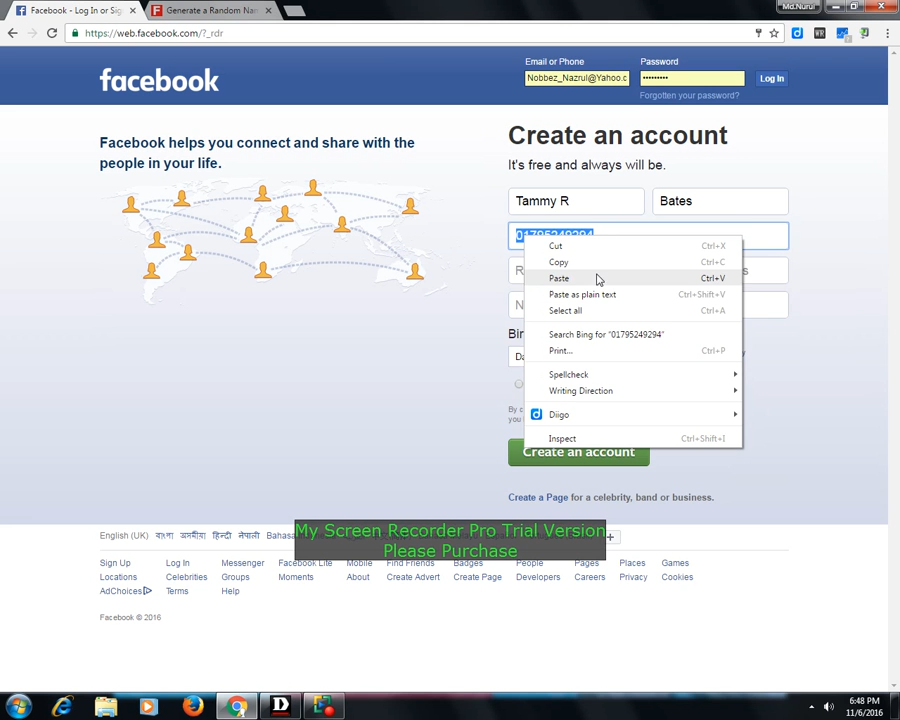 Facebook - Log In or Sig
Generate a Random Nam
Md.Nurul
https://web.facebook.com/?_rdr
facebook
Email or Phone
Password
Nobbez_Nazrul@Yahoo.c
•••••••••
Log In
Forgotten your password?
Facebook helps you connect and share with the
people in your life.
Create an account
It's free and always will be.
Tammy R
Bates
01795249294
Cut Ctrl+X
Copy Ctrl+C
Paste Ctrl+V
Paste as plain text Ctrl+Shift+V
Select all Ctrl+A
Search Bing for "01795249294"
Print... Ctrl+P
Spellcheck
Writing Direction
Diigo
Inspect Ctrl+Shift+I
Create an account
Create a Page for a celebrity, band or business.
My Screen Recorder Pro Trial Version
Please Purchase
English (UK) বাংলা অসমীয়া हिन्दी नेपाली Bahasa
Sign Up Log In Messenger Facebook Lite Mobile Find Friends Badges People Pages Places Games
Locations Celebrities Groups Moments About Create Advert Create Page Developers Careers Privacy Cookies
AdChoices Terms Help
Facebook © 2016
6:48 PM
11/6/2016